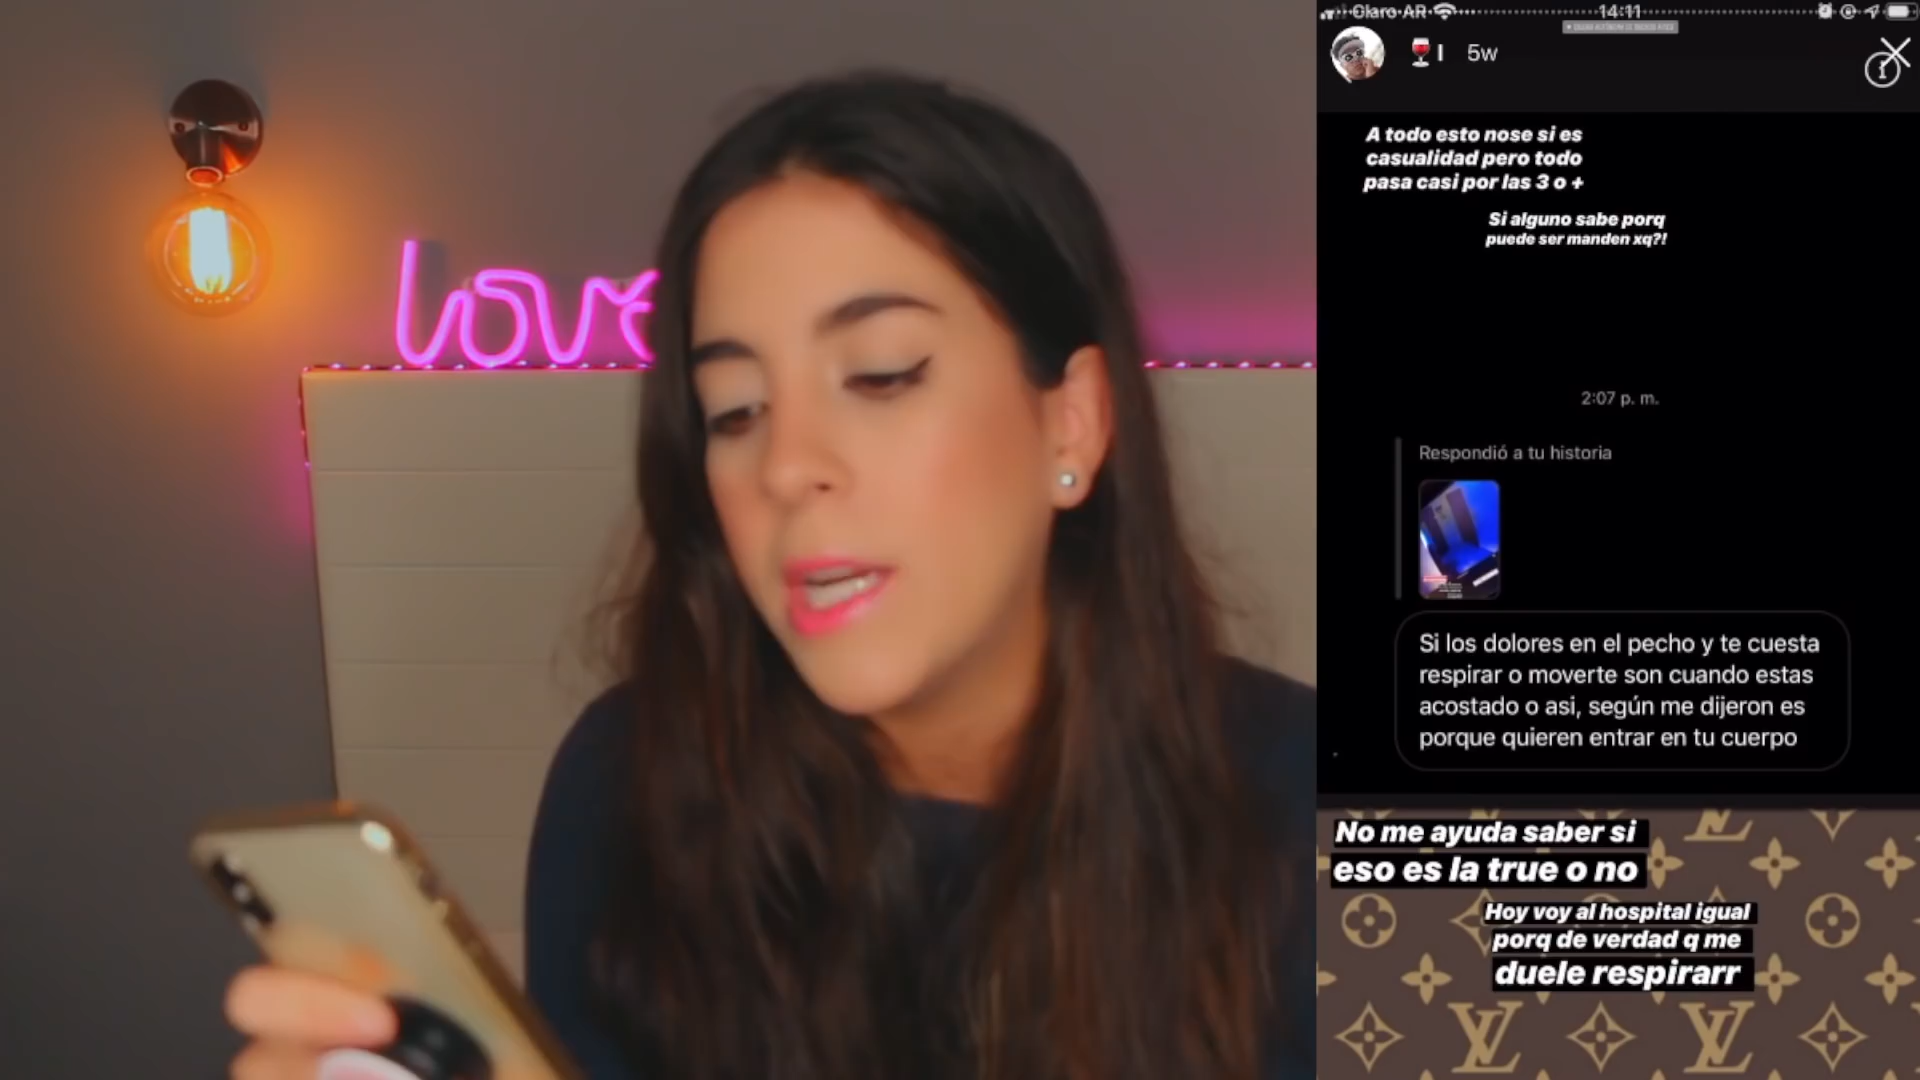 love
Claro AR
14:11
I 5w
A todo esto nose si es
casualidad pero todo
pasa casi por las 3 o +
Si alguno sabe porq
puede ser manden xq?!
2:07 p. m.
Respondió a tu historia
Si los dolores en el pecho y te cuesta
respirar o moverte son cuando estas
acostado o asi, según me dijeron es
porque quieren entrar en tu cuerpo
No me ayuda saber si
eso es la true o no
Hoy voy al hospital igual
porq de verdad q me
duele respirarr